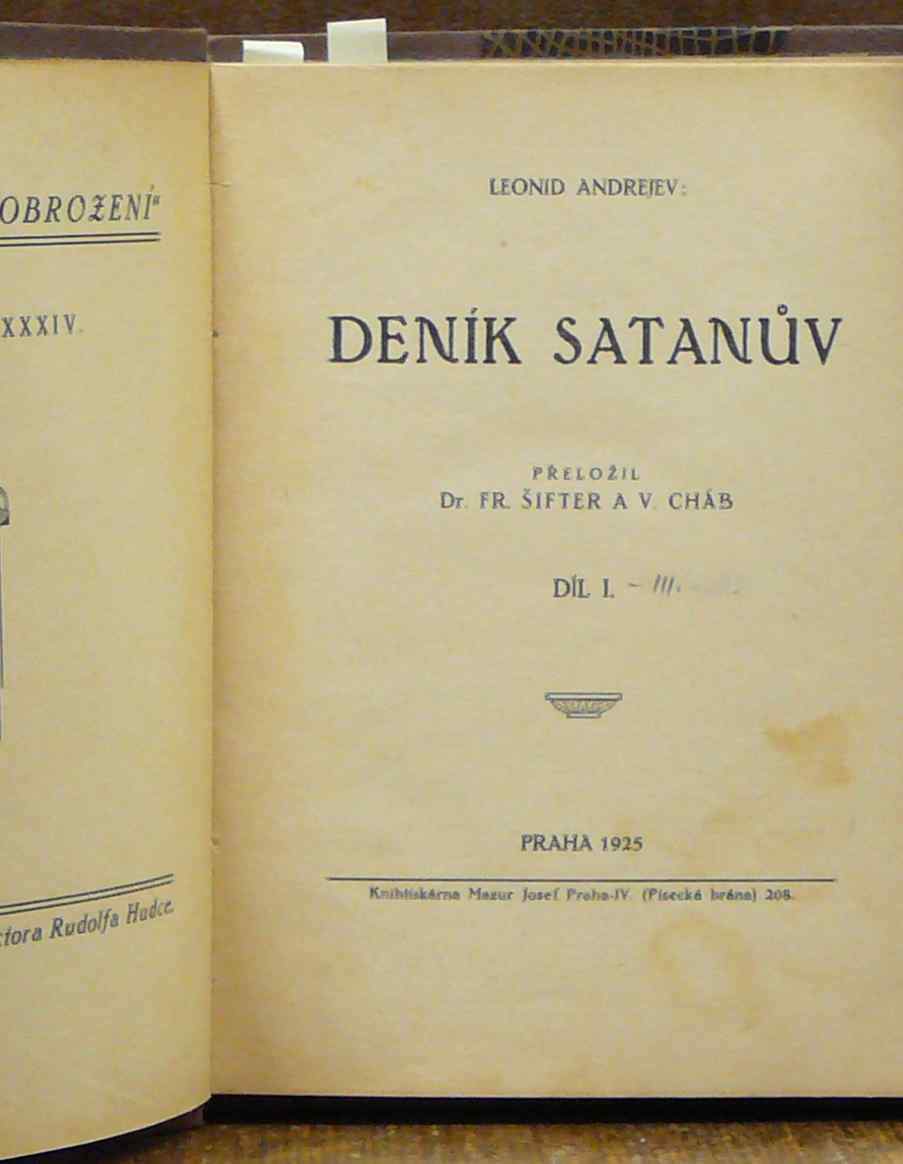 OBROZENÍ"
XXXIV.
ctora Rudolfa Hudce.
LEONID ANDREJEV:
DENÍK SATANŮV
PŘELOŽIL
Dr. FR. ŠIFTER A V. CHÁB
DÍL I. - III.
PRAHA 1925
Knihtiskárna Mazur Josef Praha-IV. (Písecká brána) 208.